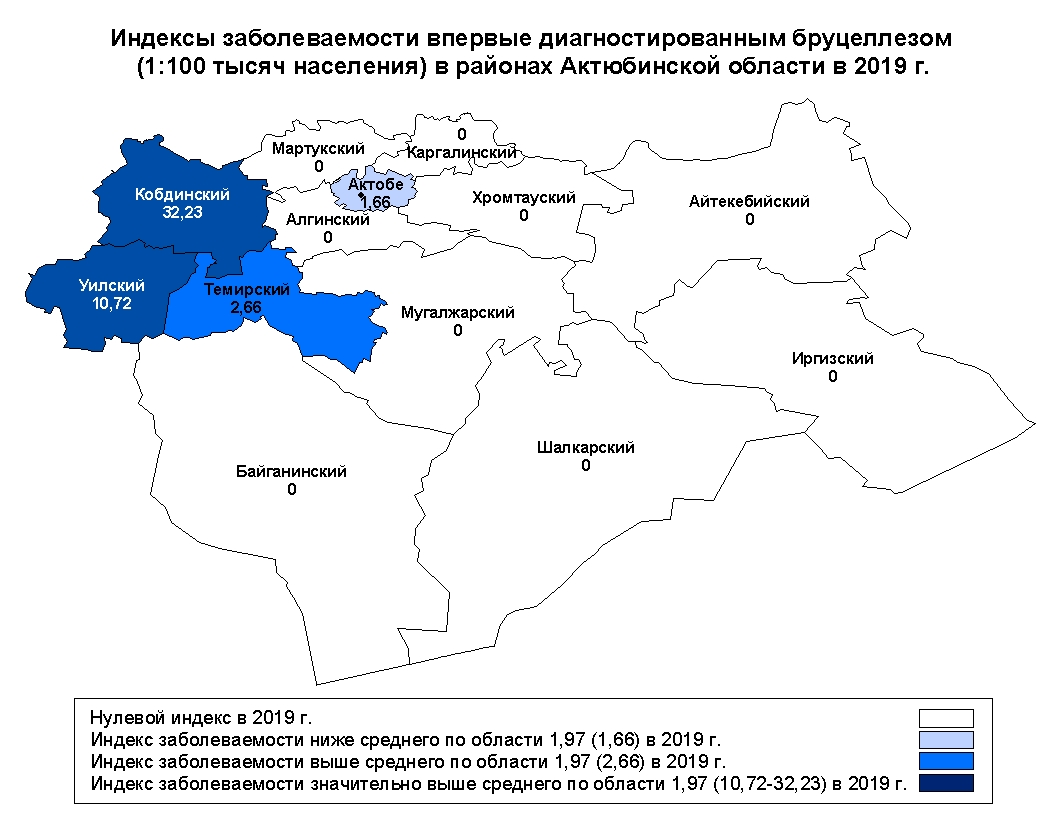 Индексы заболеваемости впервые диагностированным бруцеллезом
(1:100 тысяч населения) в районах Актюбинской области в 2019 г.
Мартукский
0
0
Каргалинский
Кобдинский
32,23
Актобе
1,66
Хромтауский
0
Айтекебийский
0
Алгинский
0
Уилский
10,72
Темирский
2,66
Мугалжарский
0
Иргизский
0
Шалкарский
0
Байганинский
0
Нулевой индекс в 2019 г.
Индекс заболеваемости ниже среднего по области 1,97 (1,66) в 2019 г.
Индекс заболеваемости выше среднего по области 1,97 (2,66) в 2019 г.
Индекс заболеваемости значительно выше среднего по области 1,97 (10,72-32,23) в 2019 г.